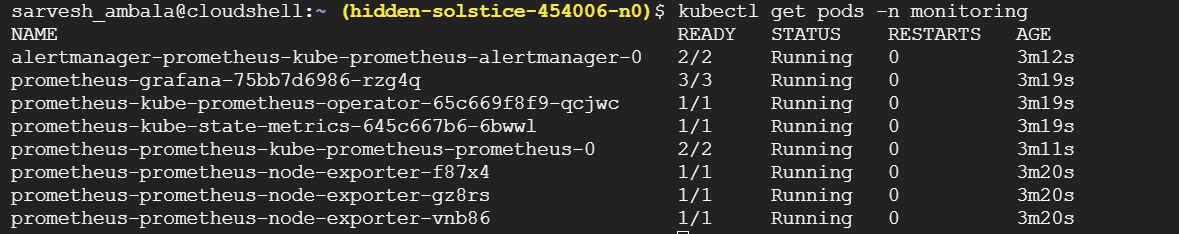 sarvesh_ambala@cloudshell:~ (hidden-solstice-454006-n0)$ kubectl get pods -n monitoring
NAME READY STATUS RESTARTS AGE
alertmanager-prometheus-kube-prometheus-alertmanager-0 2/2 Running 0 3m12s
prometheus-grafana-75bb7d6986-rzg4q 3/3 Running 0 3m19s
prometheus-kube-prometheus-operator-65c669f8f9-qcjwc 1/1 Running 0 3m19s
prometheus-kube-state-metrics-645c667b6-6bwwl 1/1 Running 0 3m19s
prometheus-prometheus-kube-prometheus-prometheus-0 2/2 Running 0 3m11s
prometheus-prometheus-node-exporter-f87x4 1/1 Running 0 3m20s
prometheus-prometheus-node-exporter-gz8rs 1/1 Running 0 3m20s
prometheus-prometheus-node-exporter-vnb86 1/1 Running 0 3m20s